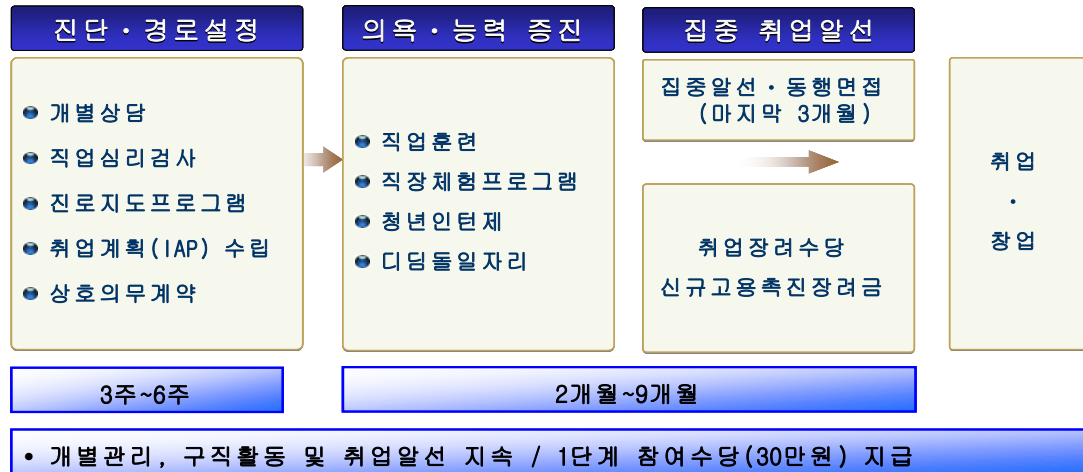 진단·경로설정
개별상담
직업심리검사
진로지도프로그램
취업계획(IAP) 수립
상호의무계약
의욕·능력 증진
직업훈련
직장체험프로그램
청년인턴제
디딤돌일자리
집중 취업알선
집중알선·동행면접
(마지막 3개월)
취업장려수당
신규고용촉진장려금
취업
·
창업
3주~6주
2개월~9개월
• 개별관리, 구직활동 및 취업알선 지속 / 1단계 참여수당(30만원) 지급